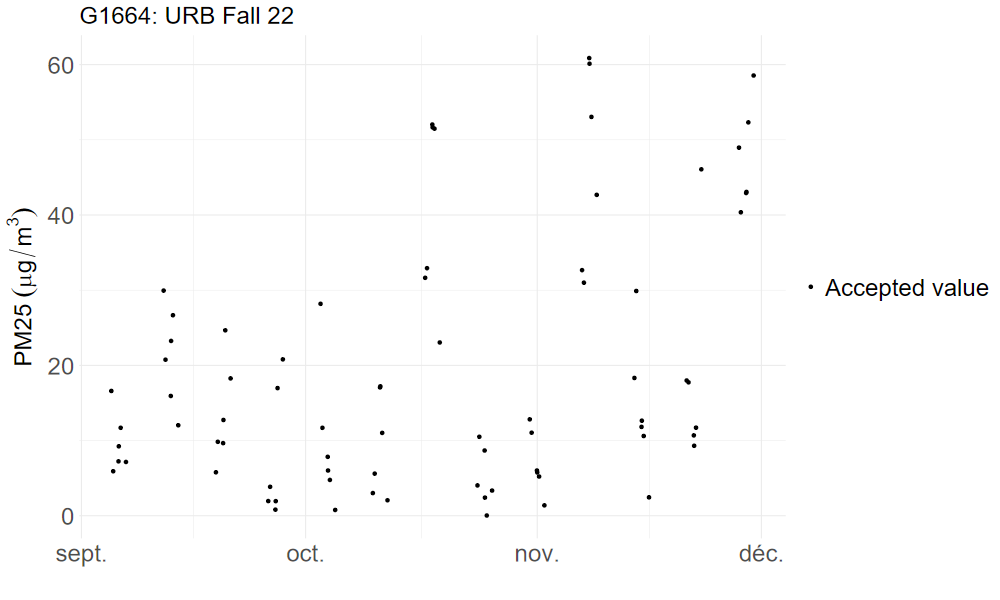 G1664: URB Fall 22
PM25 (μg/m³)
60
40
20
0
sept.
oct.
nov.
déc.
Accepted value